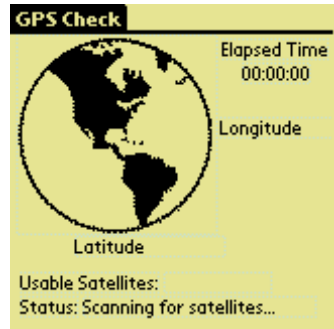 GPS Check
Elapsed Time
00:00:00
Longitude
Latitude
Usable Satellites:
Status: Scanning for satellites...